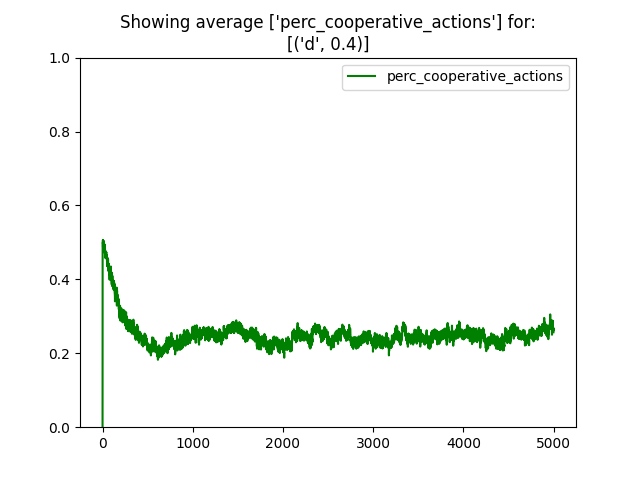 Showing average ['perc_cooperative_actions'] for:
[('d', 0.4)]
perc_cooperative_actions
1.0
0.8
0.6
0.4
0.2
0.0
0 1000 2000 3000 4000 5000